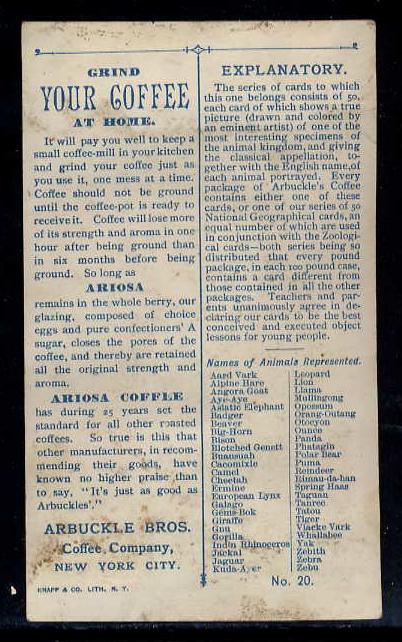 GRIND
YOUR COFFEE
AT HOME.
It will pay you well to keep a
small coffee-mill in your kitchen
and grind your coffee just as
you use it, one mess at a time.
Coffee should not be ground
until the coffee-pot is ready to
receive it. Coffee will lose more
of its strength and aroma in one
hour after being ground than
in six months before being
ground. So long as
ARIOSA
remains in the whole berry, our
glazing, composed of choice
eggs and pure confectioners' A
sugar, closes the pores of the
coffee, and thereby are retained
all the original strength and
aroma.
ARIOSA COFFEE
has during 25 years set the
standard for all other roasted
coffees. So true is this that
other manufacturers, in recom-
mending their goods, have
known no higher praise than
to say, "It's just as good as
Arbuckles'."
ARBUCKLE BROS.
Coffee Company,
NEW YORK CITY.
KNAPP & CO. LITH. N. Y.
EXPLANATORY.
The series of cards to which
this one belongs consists of 50,
each card of which shows a true
picture (drawn and colored by
an eminent artist) of one of the
most interesting specimens of
the animal kingdom, and giving
the classical appellation, to-
gether with the English name, of
each animal portrayed. Every
package of Arbuckle's Coffee
contains either one of these
cards, or one of our series of 50
National Geographical cards, an
equal number of which are used
in conjunction with the Zoologi-
cal cards—both series being so
distributed that every pound
package, in each 100 pound case,
contains a card different from
those contained in all the other
packages. Teachers and par-
ents unanimously agree in de-
claring our cards to be the best
conceived and executed object
lessons for young people.
Names of Animals Represented.
Aard Vark
Alpine Hare
Angora Goat
Aye-Aye
Asiatic Elephant
Badger
Beaver
Big-Horn
Bison
Blotched Genett
Buansuah
Cacomixle
Camel
Cheetah
Ermine
European Lynx
Galago
Gems-Bok
Giraffe
Gnu
Gorilla
Indian Rhinoceros
Jackal
Jaguar
Kuda-Ayer
Leopard
Lion
Llama
Mullingong
Opossum
Orang-Outang
Otocyon
Ounce
Panda
Phatagin
Polar Bear
Puma
Reindeer
Rimau-da-han
Spring Haas
Taguan
Tanrec
Tatou
Tiger
Vlacke Vark
Whallabee
Yak
Zebith
Zebra
Zebu
No. 20.